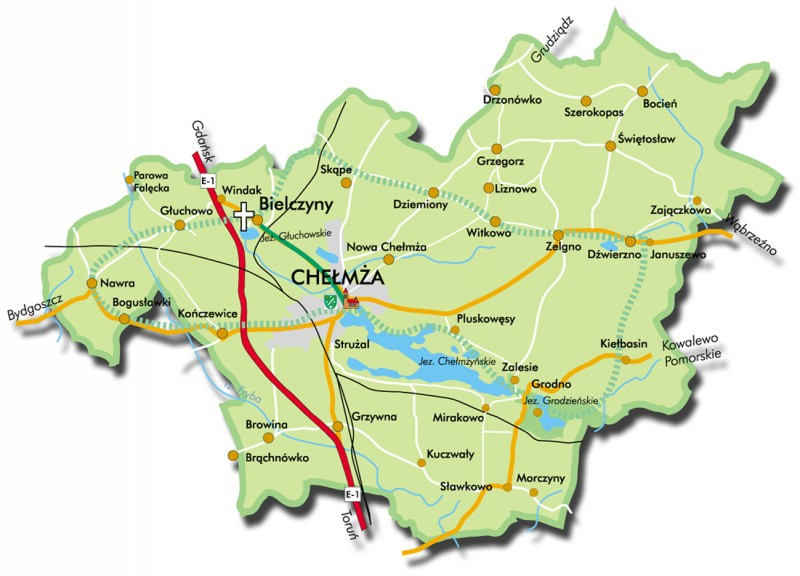 Grudziądz
Drzonówko
Szerokopas
Bocień
Świętosław
Gdańsk
Grzegorz
E-1
Skąpe
Parowa
Falęcka
Windak
Liznowo
Dziemiony
Bielczyny
Zajączkowo
Głuchowo
Wąbrzeźno
Jez. Głuchowskie
Witkowo
Nowa Chełmża
Zelgno
Dźwierzno
Januszewo
CHEŁMŻA
Nawra
Bydgoszcz
Bogusławki
Kończewice
Pluskowęsy
Strużal
Kiełbasin
Kowalewo
Pomorskie
Jez. Chełmżyńskie
Zalesie
Grodno
rz. Fryba
Jez. Grodzieńskie
Grzywna
Mirakowo
Browina
Brąchnówko
Kuczwały
Sławkowo
Morczyny
E-1
Toruń